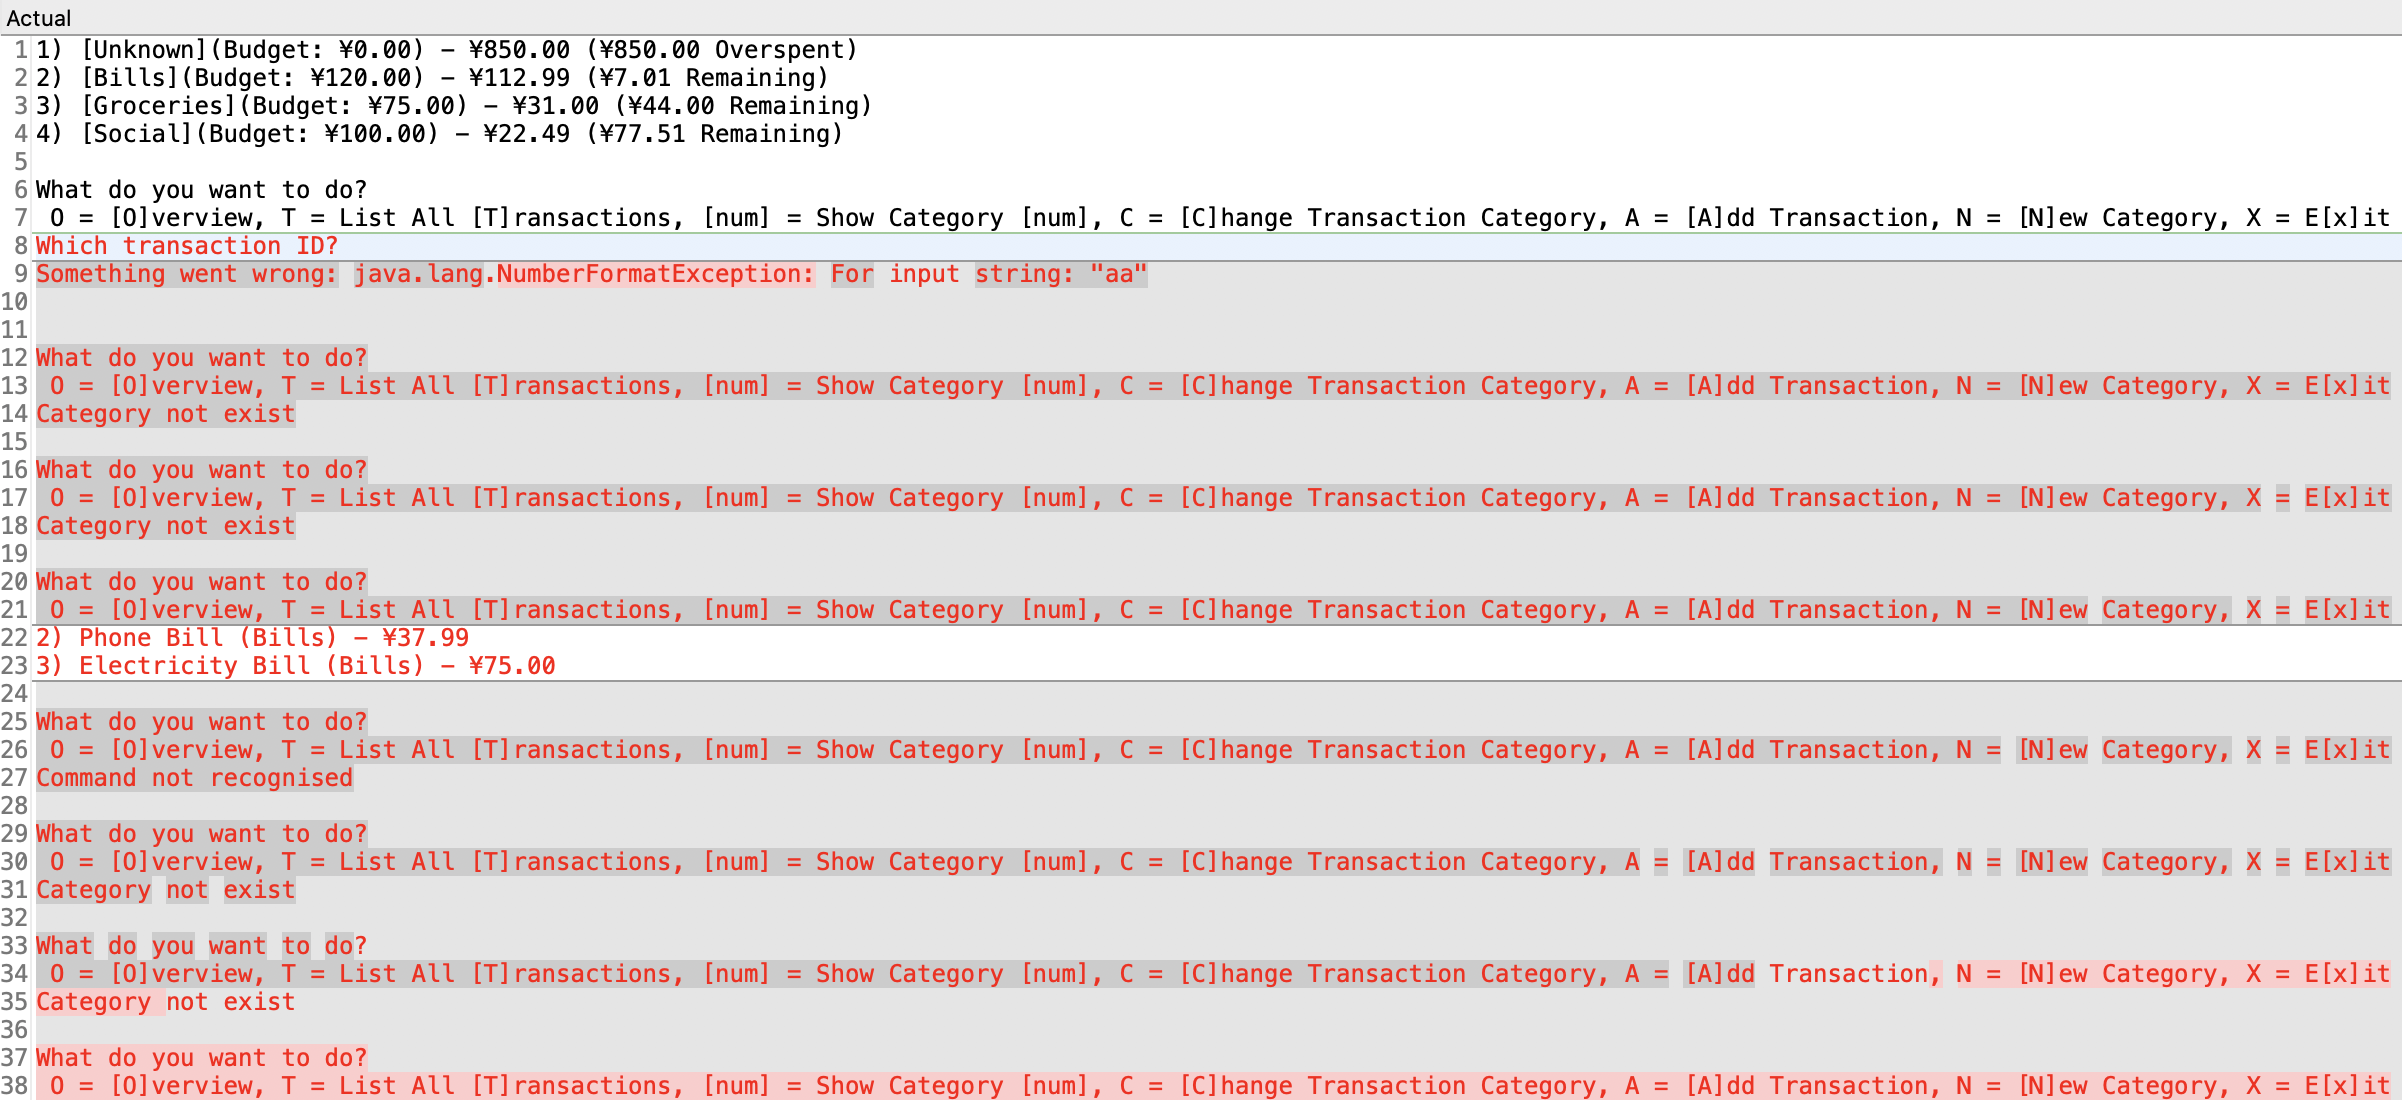 Actual
1 1) [Unknown](Budget: ¥0.00) – ¥850.00 (¥850.00 Overspent)
2 2) [Bills](Budget: ¥120.00) – ¥112.99 (¥7.01 Remaining)
3 3) [Groceries](Budget: ¥75.00) – ¥31.00 (¥44.00 Remaining)
4 4) [Social](Budget: ¥100.00) – ¥22.49 (¥77.51 Remaining)
5
6 What do you want to do?
7  O = [O]verview, T = List All [T]ransactions, [num] = Show Category [num], C = [C]hange Transaction Category, A = [A]dd Transaction, N = [N]ew Category, X = E[x]it
8 Which transaction ID?
9 Something went wrong: java.lang.NumberFormatException: For input string: "aa"
10
11
12 What do you want to do?
13  O = [O]verview, T = List All [T]ransactions, [num] = Show Category [num], C = [C]hange Transaction Category, A = [A]dd Transaction, N = [N]ew Category, X = E[x]it
14 Category not exist
15
16 What do you want to do?
17  O = [O]verview, T = List All [T]ransactions, [num] = Show Category [num], C = [C]hange Transaction Category, A = [A]dd Transaction, N = [N]ew Category, X = E[x]it
18 Category not exist
19
20 What do you want to do?
21  O = [O]verview, T = List All [T]ransactions, [num] = Show Category [num], C = [C]hange Transaction Category, A = [A]dd Transaction, N = [N]ew Category, X = E[x]it
22 2) Phone Bill (Bills) – ¥37.99
23 3) Electricity Bill (Bills) – ¥75.00
24
25 What do you want to do?
26  O = [O]verview, T = List All [T]ransactions, [num] = Show Category [num], C = [C]hange Transaction Category, A = [A]dd Transaction, N = [N]ew Category, X = E[x]it
27 Command not recognised
28
29 What do you want to do?
30  O = [O]verview, T = List All [T]ransactions, [num] = Show Category [num], C = [C]hange Transaction Category, A = [A]dd Transaction, N = [N]ew Category, X = E[x]it
31 Category not exist
32
33 What do you want to do?
34  O = [O]verview, T = List All [T]ransactions, [num] = Show Category [num], C = [C]hange Transaction Category, A = [A]dd Transaction, N = [N]ew Category, X = E[x]it
35 Category not exist
36
37 What do you want to do?
38  O = [O]verview, T = List All [T]ransactions, [num] = Show Category [num], C = [C]hange Transaction Category, A = [A]dd Transaction, N = [N]ew Category, X = E[x]it